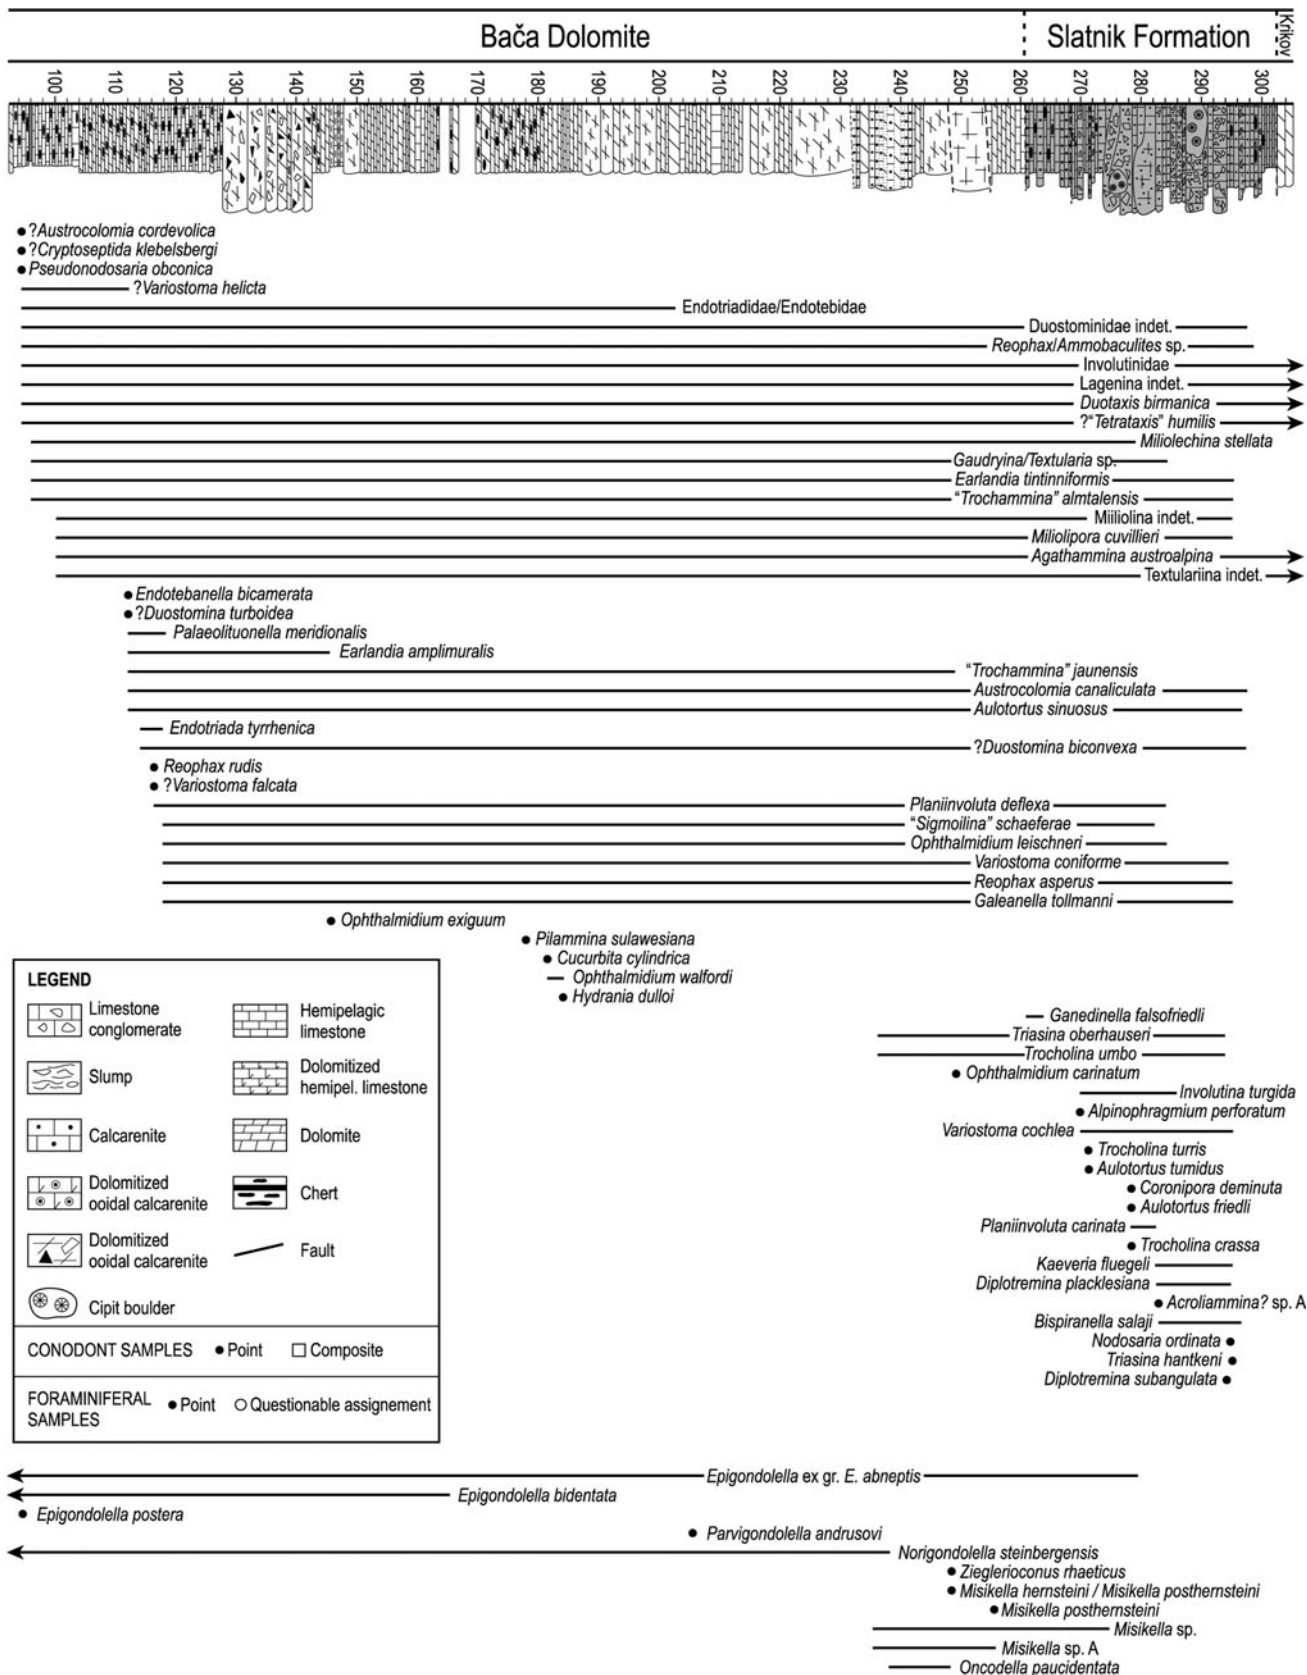 Bača Dolomite
Slatnik Formation
Krikov
100
110
120
130
140
150
160
170
180
190
200
210
220
230
240
250
260
270
280
290
300
?Austrocolomia cordevolica
?Cryptoseptida klebelsbergi
Pseudonodosaria obconica
?Variostoma helicta
Endotriadidae/Endotebidae
Duostominidae indet.
Reophax/Ammobaculites sp.
Involutinidae
Lagenina indet.
Duotaxis birmanica
?"Tetrataxis" humilis
Miliolechina stellata
Gaudryina/Textularia sp.
Earlandia tintinniformis
"Trochammina" almtalensis
Miiliolina indet.
Miliolipora cuvillieri
Agathammina austroalpina
Textulariina indet.
Endotebanella bicamerata
?Duostomina turboidea
Palaeolituonella meridionalis
Earlandia amplimuralis
"Trochammina" jaunensis
Austrocolomia canaliculata
Aulotortus sinuosus
Endotriada tyrrhenica
?Duostomina biconvexa
Reophax rudis
?Variostoma falcata
Planiinvoluta deflexa
"Sigmoilina" schaeferae
Ophthalmidium leischneri
Variostoma coniforme
Reophax asperus
Galeanella tollmanni
Ophthalmidium exiguum
Pilammina sulawesiana
Cucurbita cylindrica
Ophthalmidium walfordi
Hydrania dulloi
Ganedinella falsofriedli
Triasina oberhauseri
Trocholina umbo
Ophthalmidium carinatum
Involutina turgida
Alpinophragmium perforatum
Variostoma cochlea
Trocholina turris
Aulotortus tumidus
Coronipora deminuta
Aulotortus friedli
Planiinvoluta carinata
Trocholina crassa
Kaeveria fluegeli
Diplotremina placklesiana
Acroliammina? sp. A
Bispiranella salaji
Nodosaria ordinata
Triasina hantkeni
Diplotremina subangulata
LEGEND
Limestone
conglomerate
Hemipelagic
limestone
Slump
Dolomitized
hemipel. limestone
Calcarenite
Dolomite
Dolomitized
ooidal calcarenite
Chert
Dolomitized
ooidal calcarenite
Fault
Cipit boulder
CONODONT SAMPLES Point Composite
FORAMINIFERAL
SAMPLES
Point Questionable assignement
Epigondolella ex gr. E. abneptis
Epigondolella bidentata
Epigondolella postera
Parvigondolella andrusovi
Norigondolella steinbergensis
Zieglerioconus rhaeticus
Misikella hernsteini / Misikella posthernsteini
Misikella posthernsteini
Misikella sp.
Misikella sp. A
Oncodella paucidentata